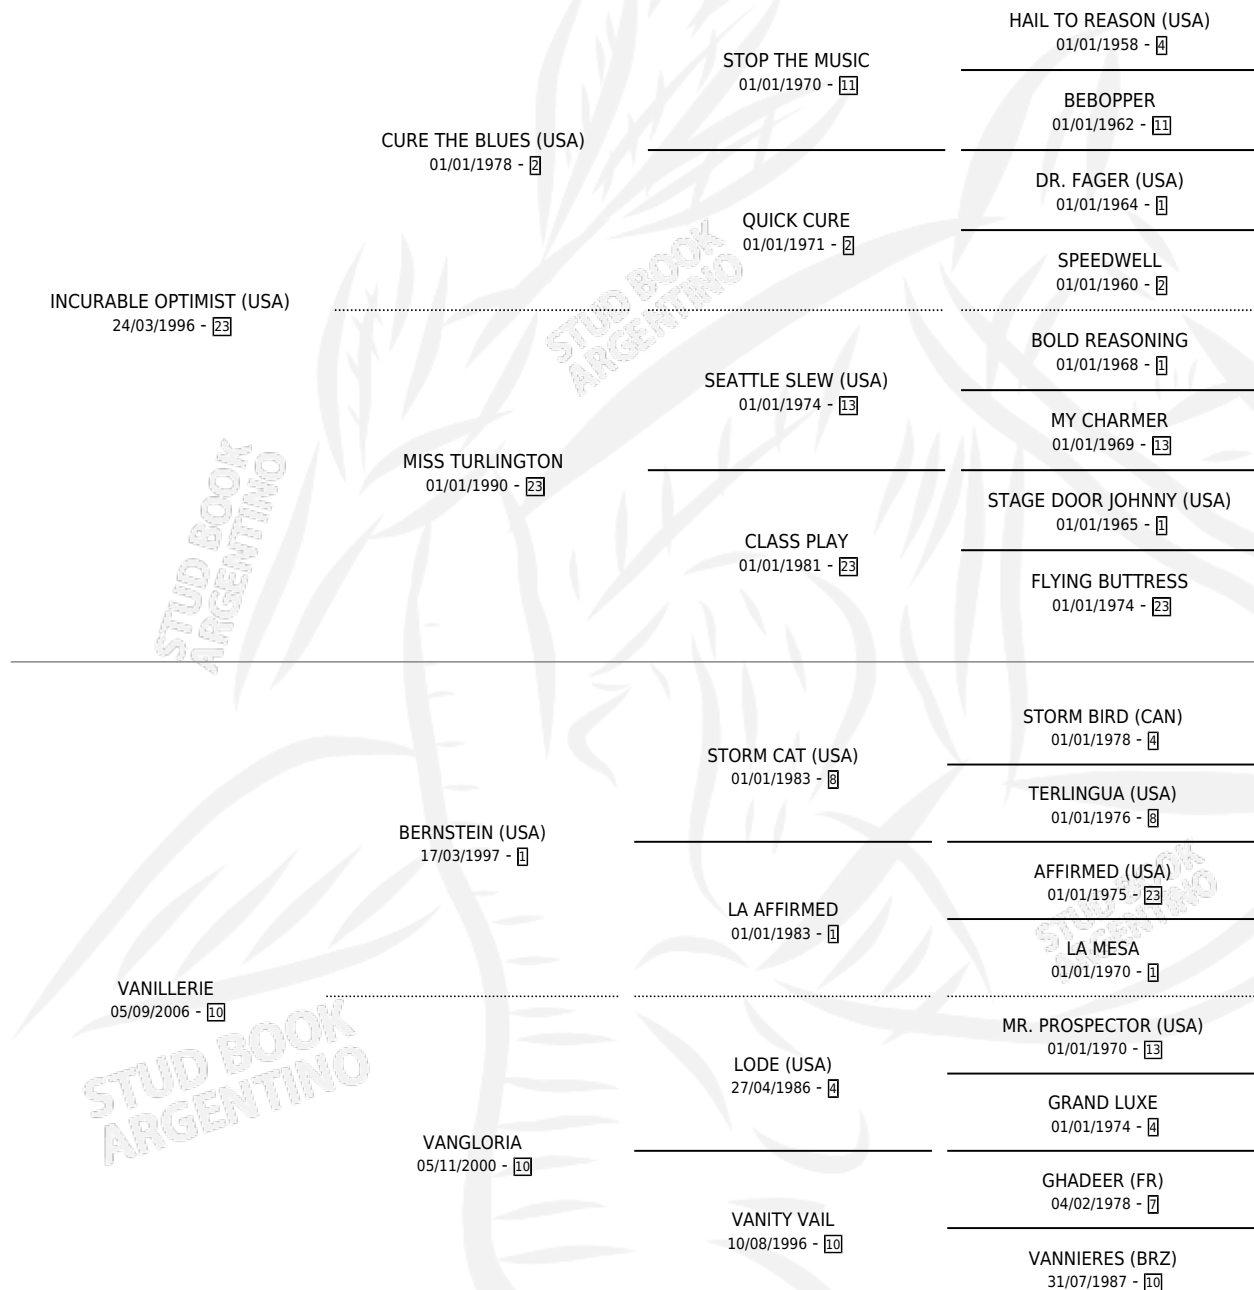 HAIL TO REASON (USA)
01/01/1958 - 4
STOP THE MUSIC
01/01/1970 - 11
BEBOPPER
01/01/1962 - 11
CURE THE BLUES (USA)
01/01/1978 - 2
DR. FAGER (USA)
01/01/1964 - 1
QUICK CURE
01/01/1971 - 2
SPEEDWELL
01/01/1960 - 2
INCURABLE OPTIMIST (USA)
24/03/1996 - 23
BOLD REASONING
01/01/1968 - 1
SEATTLE SLEW (USA)
01/01/1974 - 13
MY CHARMER
01/01/1969 - 13
MISS TURLINGTON
01/01/1990 - 23
STAGE DOOR JOHNNY (USA)
01/01/1965 - 1
CLASS PLAY
01/01/1981 - 23
FLYING BUTTRESS
01/01/1974 - 23
STORM BIRD (CAN)
01/01/1978 - 4
STORM CAT (USA)
01/01/1983 - 8
TERLINGUA (USA)
01/01/1976 - 8
BERNSTEIN (USA)
17/03/1997 - 1
AFFIRMED (USA)
01/01/1975 - 23
LA AFFIRMED
01/01/1983 - 1
LA MESA
01/01/1970 - 1
VANILLERIE
05/09/2006 - 10
MR. PROSPECTOR (USA)
01/01/1970 - 13
LODE (USA)
27/04/1986 - 4
GRAND LUXE
01/01/1974 - 4
VANGLORIA
05/11/2000 - 10
GHADEER (FR)
04/02/1978 - 7
VANITY VAIL
10/08/1996 - 10
VANNIERES (BRZ)
31/07/1987 - 10
STUD BOOK
ARGENTINO
STUD BOOK
ARGENTINO
STUD BOOK
ARGENTINO
STUD BOOK
ARGENTINO